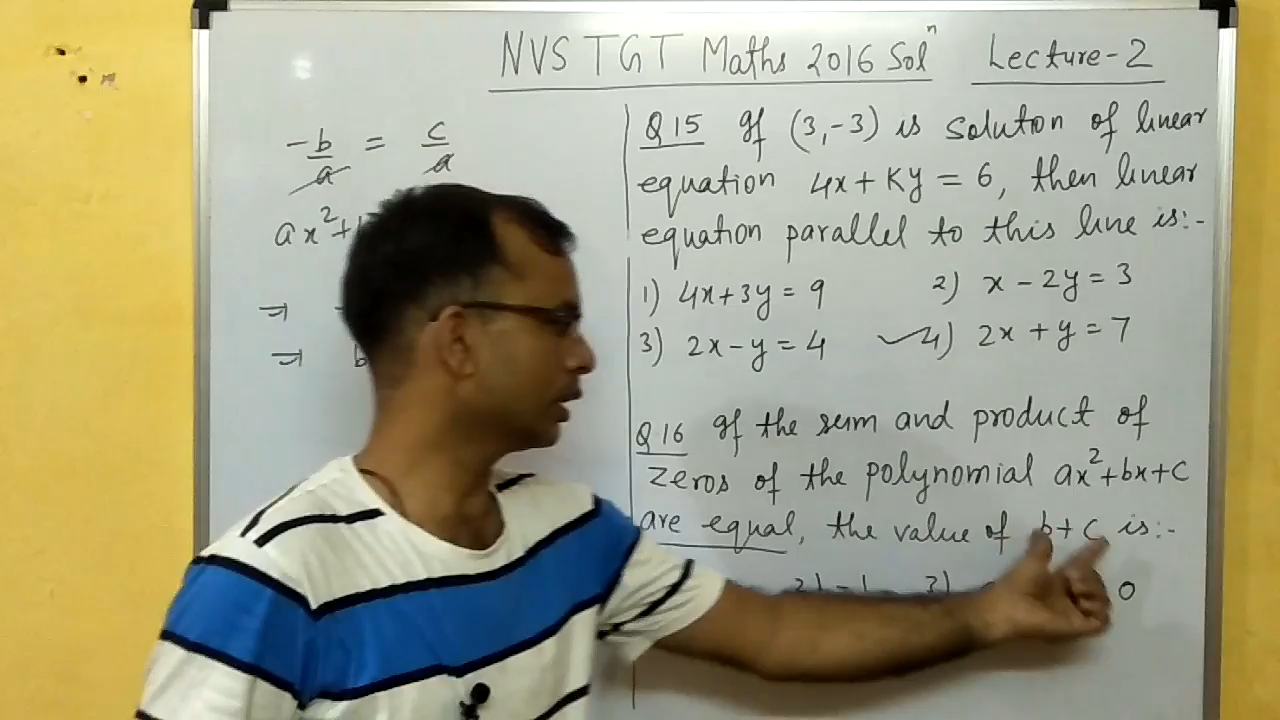 NVS TGT Maths 2016 Solⁿ Lecture-2
-b/a = c/a
ax²+
⇒
⇒ b
Q15 If (3,-3) is solution of linear
equation 4x+Ky = 6, then linear
equation parallel to this line is:-
1) 4x+3y = 9 2) x - 2y = 3
3) 2x - y = 4 ✓4) 2x + y = 7
Q16 If the sum and product of
zeros of the polynomial ax²+bx+c
are equal, the value of b+c is:-
2) -1 3) 0